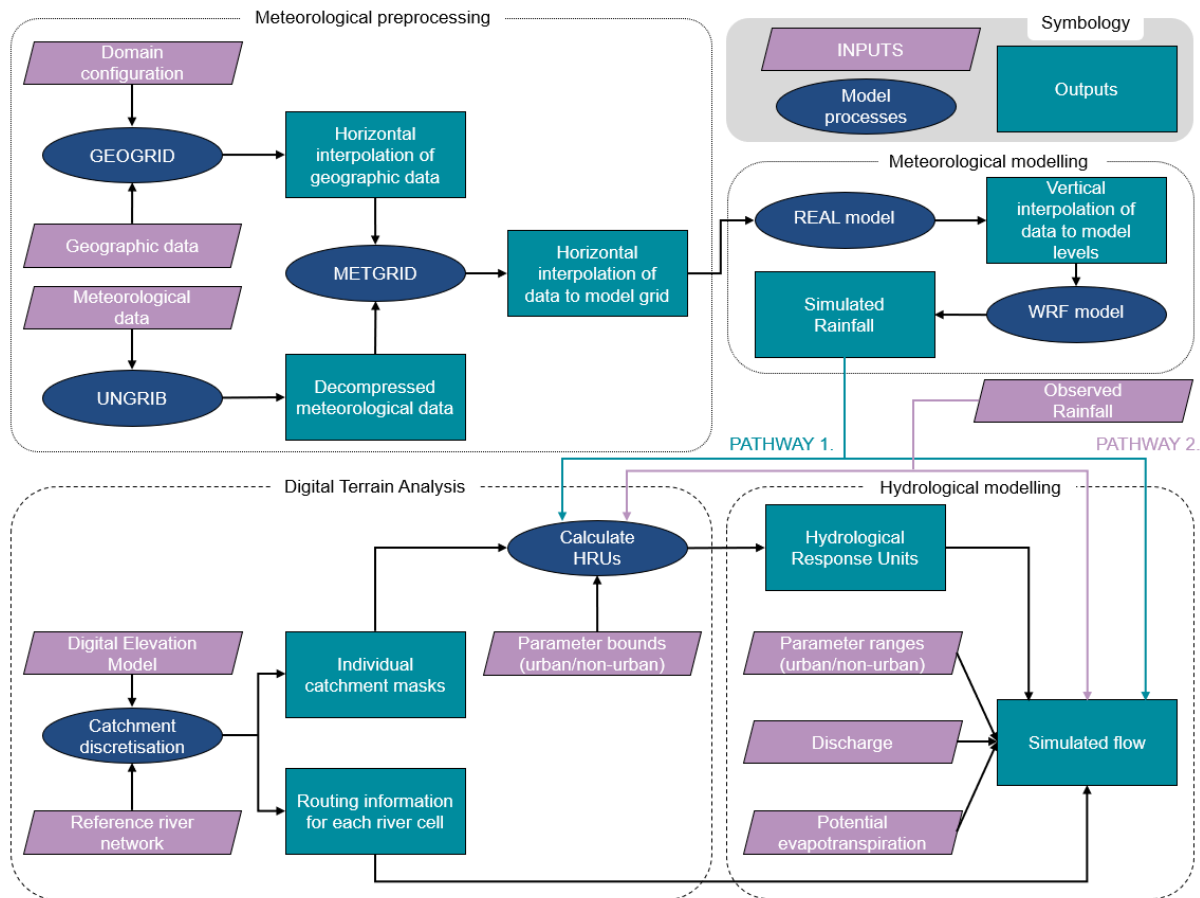 Meteorological preprocessing
Domain
configuration
GEOGRID
Geographic data
Horizontal
interpolation of
geographic data
Meteorological
data
UNGRIB
Decompressed
meteorological data
METGRID
Horizontal
interpolation of
data to model grid
Symbology
INPUTS
Model
processes
Outputs
Meteorological modelling
REAL model
Vertical
interpolation of
data to model
levels
WRF model
Simulated
Rainfall
Observed
Rainfall
PATHWAY 1.
PATHWAY 2.
Digital Terrain Analysis
Calculate
HRUs
Parameter bounds
(urban/non-urban)
Digital Elevation
Model
Catchment
discretisation
Reference river
network
Individual
catchment masks
Routing information
for each river cell
Hydrological modelling
Hydrological
Response Units
Parameter ranges
(urban/non-urban)
Discharge
Potential
evapotranspiration
Simulated flow